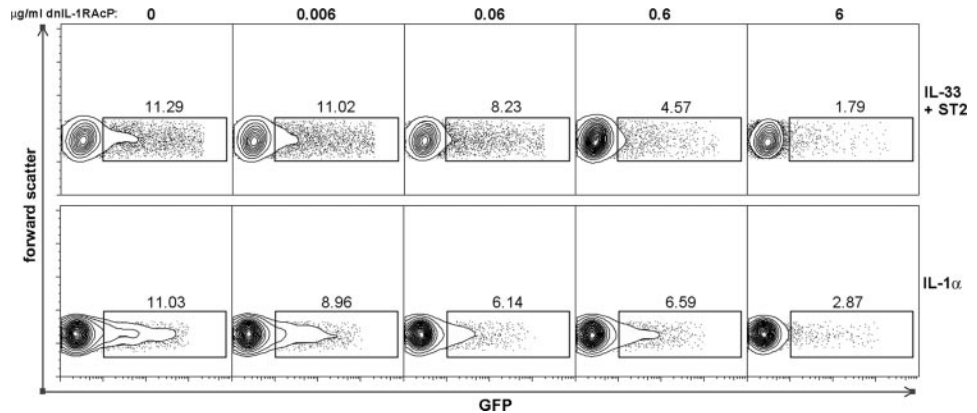 μg/ml dnIL-1RAcP: 0 0.006 0.06 0.6 6
11.29 11.02 8.23 4.57 1.79
IL-33
+ ST2
forward scatter
11.03 8.96 6.14 6.59 2.87
IL-1α
GFP